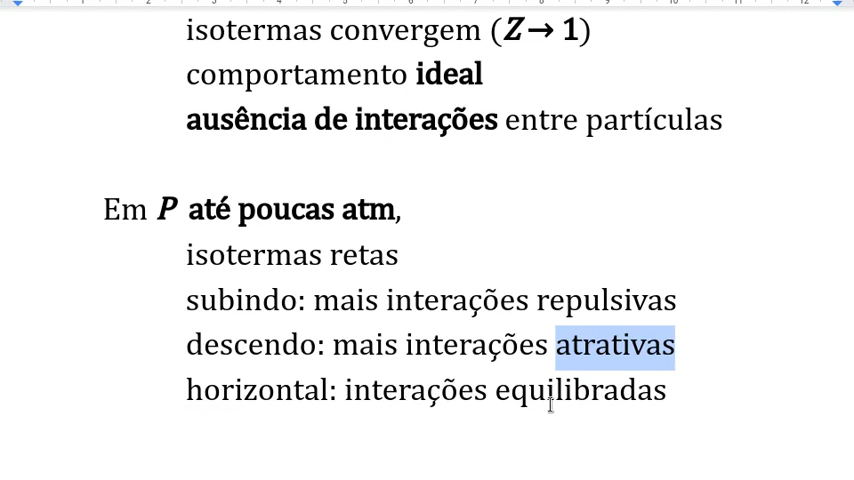 isotermas convergem (Z → 1)
comportamento ideal
ausência de interações entre partículas
Em P até poucas atm,
isotermas retas
subindo: mais interações repulsivas
descendo: mais interações atrativas
horizontal: interações equilibradas